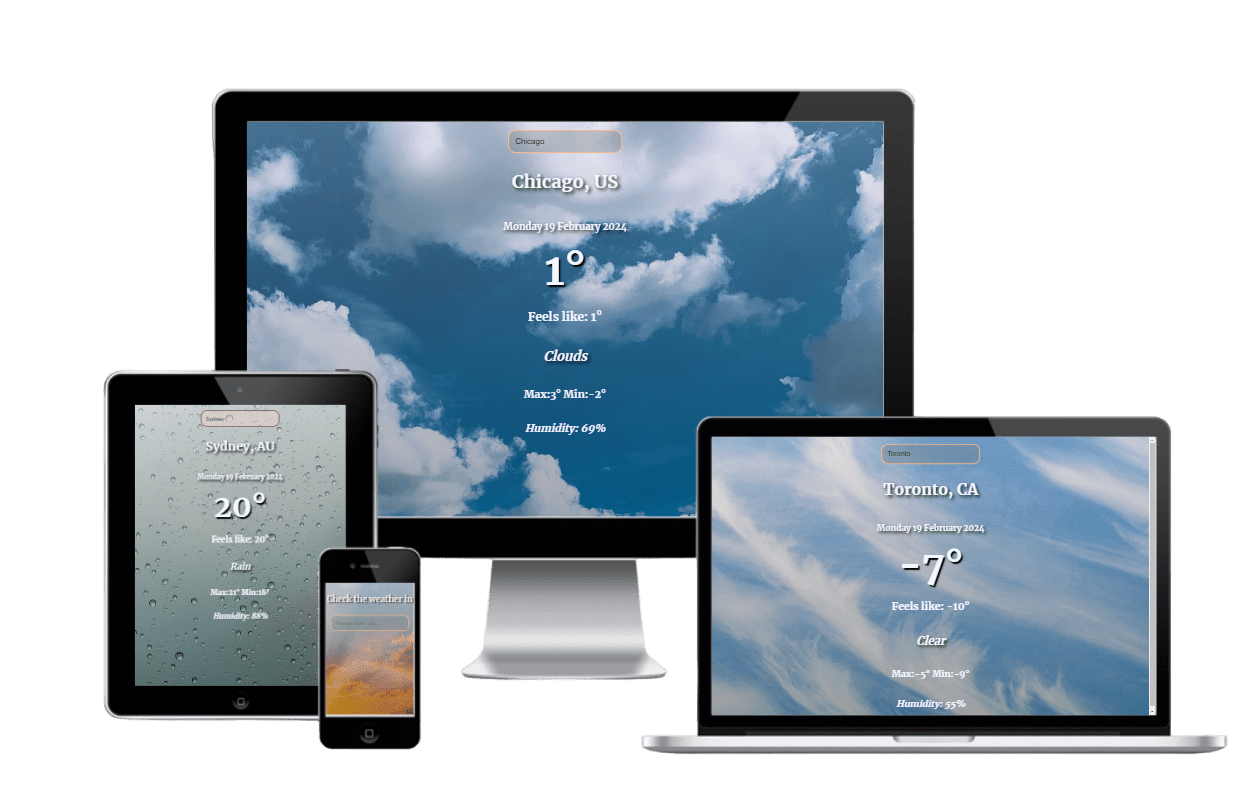 Chicago
Chicago, US
Monday 19 February 2024
1°
Feels like: 1°
Clouds
Max:3° Min:-2°
Humidity: 69%
Sydney
Sydney, AU
Monday 19 February 2024
20°
Feels like: 20°
Rain
Max:21° Min:18°
Humidity: 88%
Check the weather in
Toronto
Toronto, CA
Monday 19 February 2024
-7°
Feels like: -10°
Clear
Max:-5° Min:-9°
Humidity: 55%